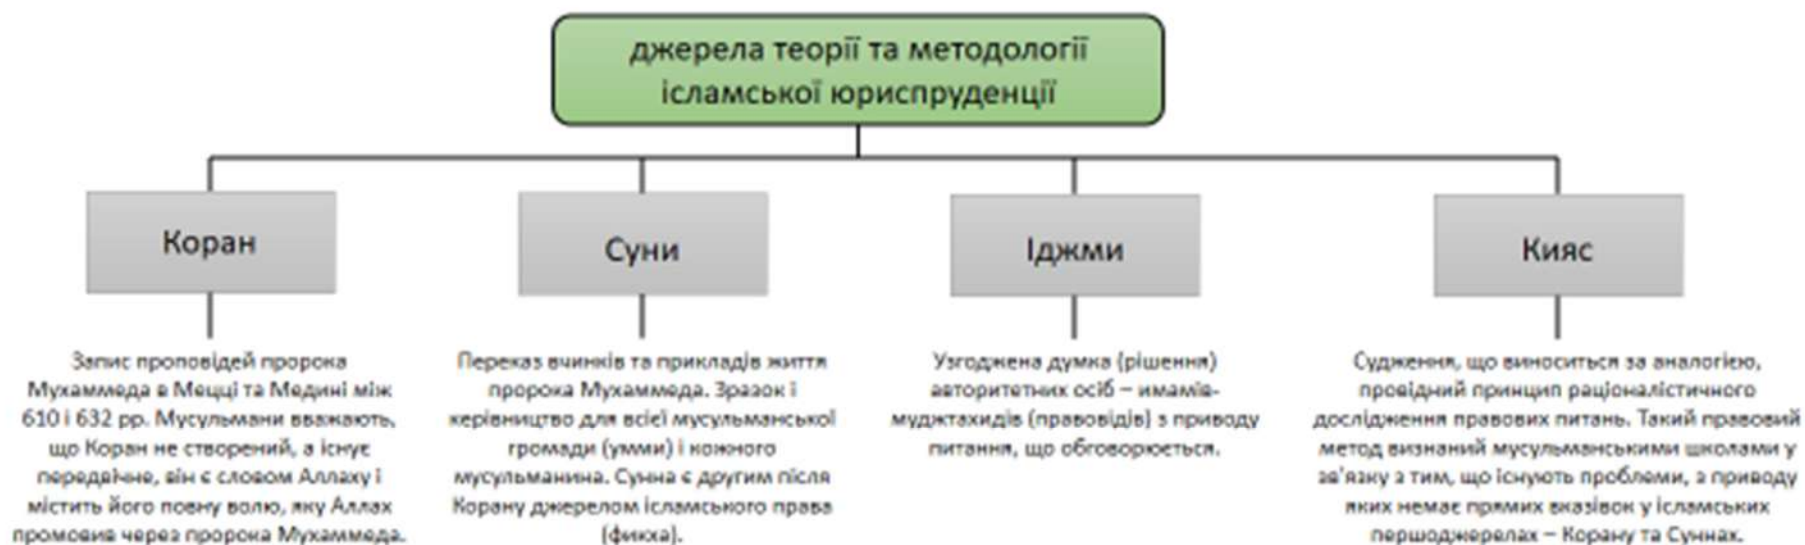 джерела теорії та методології
ісламської юриспруденції
Коран
Суни
Іджми
Кияс
Запис проповідей пророка
Мухаммеда в Мецці та Медині між
610 і 632 рр. Мусульмани вважають,
що Коран не створений, а існує
передвічне, він є словом Аллаху і
містить його повну волю, яку Аллах
промовив через пророка Мухаммеда.
Переказ вчинків та прикладів життя
пророка Мухаммеда. Зразок і
керівництво для всієї мусульманської
громади (умми) і кожного
мусульманина. Сунна є другим після
Корану джерелом ісламського права
(фикха).
Узгоджена думка (рішення)
авторитетних осіб – имамів-
муджтахидів (правовідів) з приводу
питання, що обговорюється.
Судження, що виноситься за аналогією,
провідний принцип раціоналістичного
дослідження правових питань. Такий правовий
метод визнаний мусульманськими школами у
зв'язку з тим, що існують проблеми, з приводу
яких немає прямих вказівок у ісламських
першоджерелах – Корану та Суннах.